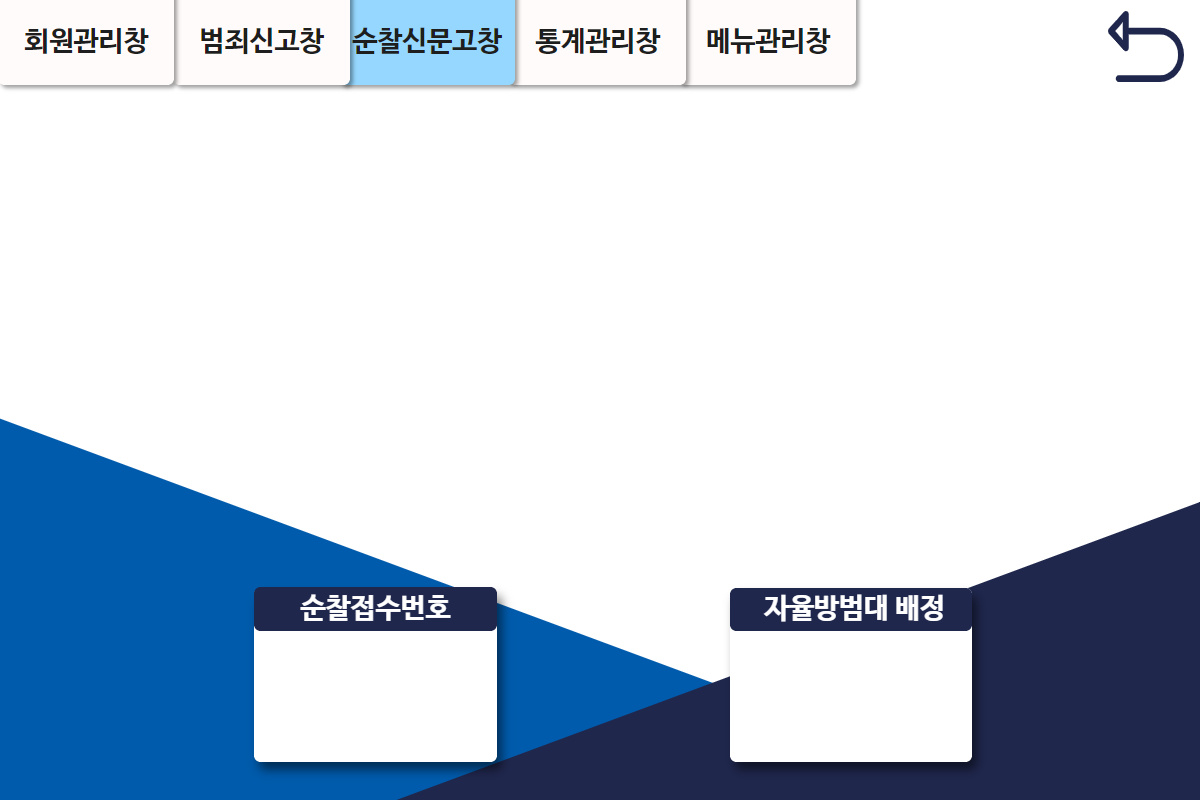 회원관리창
범죄신고창
순찰신문고창
통계관리창
메뉴관리창
순찰접수번호
자율방범대 배정